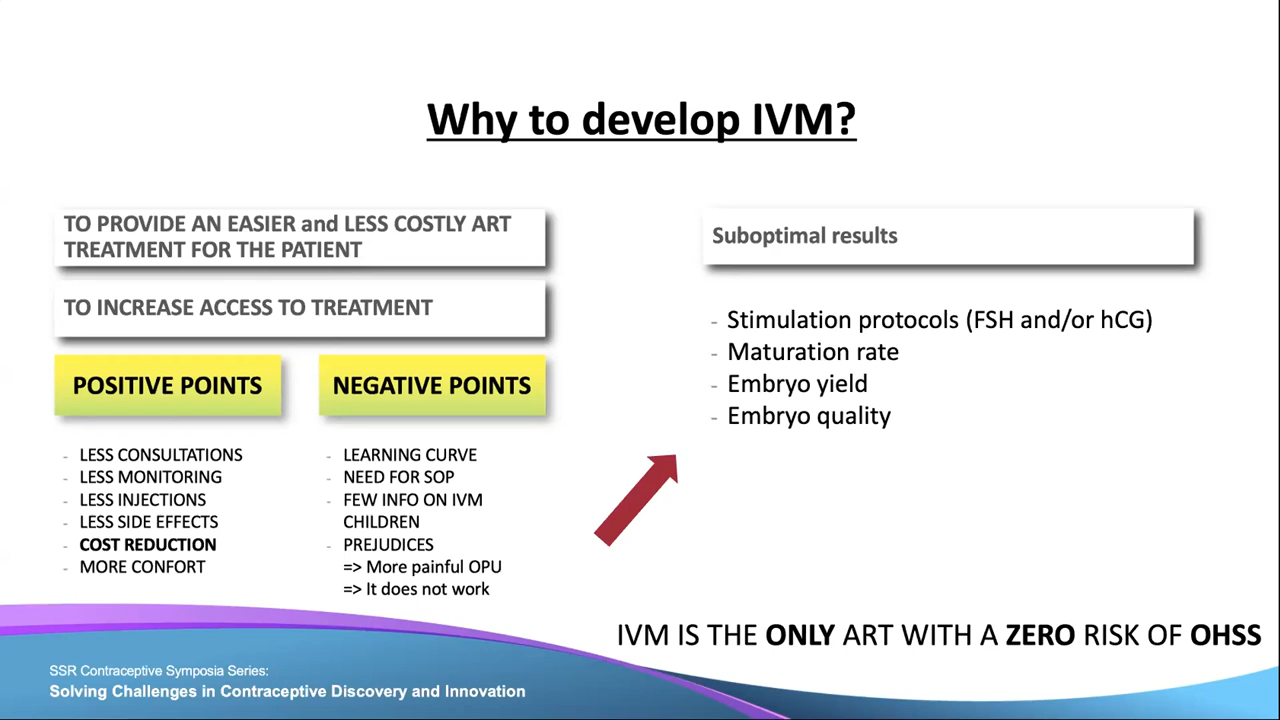 Why to develop IVM?
TO PROVIDE AN EASIER and LESS COSTLY ART
TREATMENT FOR THE PATIENT
TO INCREASE ACCESS TO TREATMENT
POSITIVE POINTS
- LESS CONSULTATIONS
- LESS MONITORING
- LESS INJECTIONS
- LESS SIDE EFFECTS
- COST REDUCTION
- MORE CONFORT
NEGATIVE POINTS
- LEARNING CURVE
- NEED FOR SOP
- FEW INFO ON IVM
CHILDREN
- PREJUDICES
=> More painful OPU
=> It does not work
Suboptimal results
- Stimulation protocols (FSH and/or hCG)
- Maturation rate
- Embryo yield
- Embryo quality
IVM IS THE ONLY ART WITH A ZERO RISK OF OHSS
SSR Contraceptive Symposia Series:
Solving Challenges in Contraceptive Discovery and Innovation